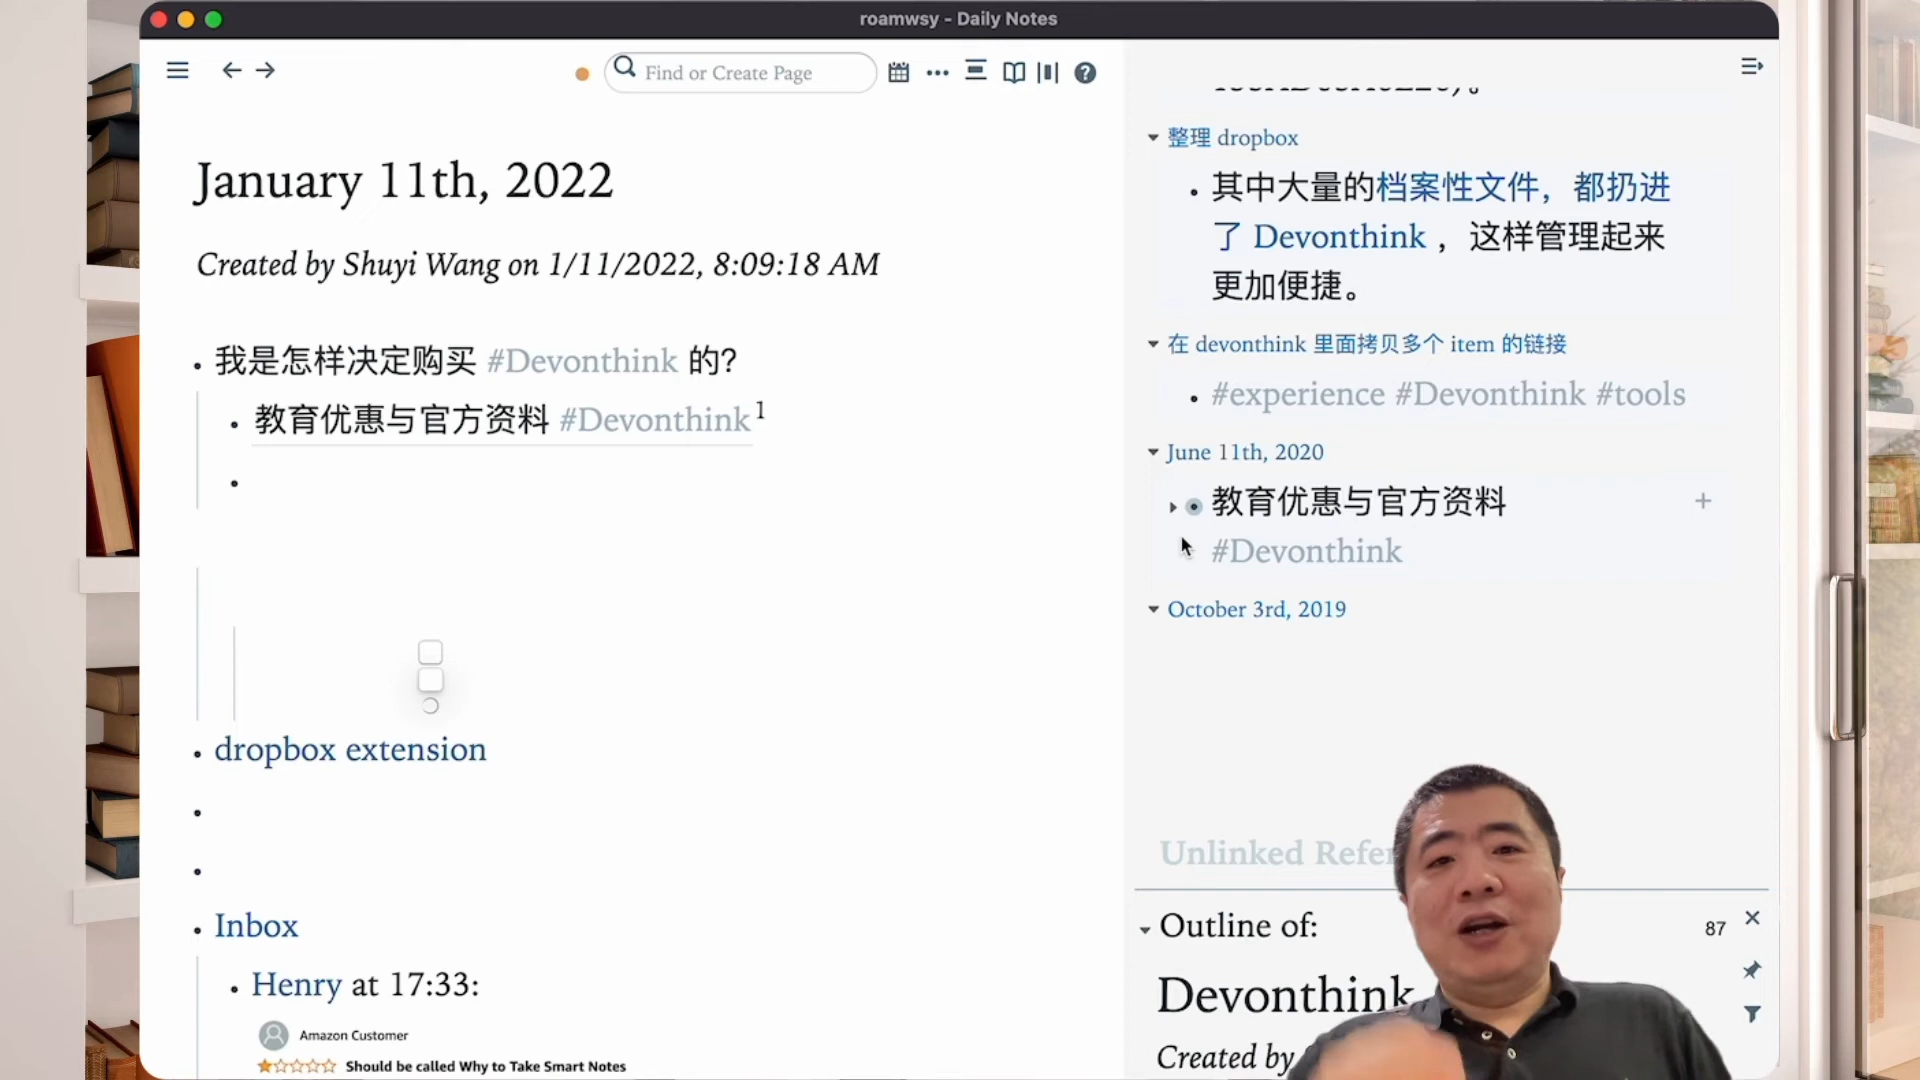 roamwsy - Daily Notes
Find or Create Page
January 11th, 2022
Created by Shuyi Wang on 1/11/2022, 8:09:18 AM
我是怎样决定购买 #Devonthink 的?
教育优惠与官方资料 #Devonthink 1
dropbox extension
Inbox
Henry at 17:33:
Amazon Customer
Should be called Why to Take Smart Notes
整理 dropbox
其中大量的档案性文件，都扔进
了 Devonthink ，这样管理起来
更加便捷。
在 devonthink 里面拷贝多个 item 的链接
#experience #Devonthink #tools
June 11th, 2020
教育优惠与官方资料
#Devonthink
October 3rd, 2019
Unlinked
Outline of:
87
Devonthink
Created by